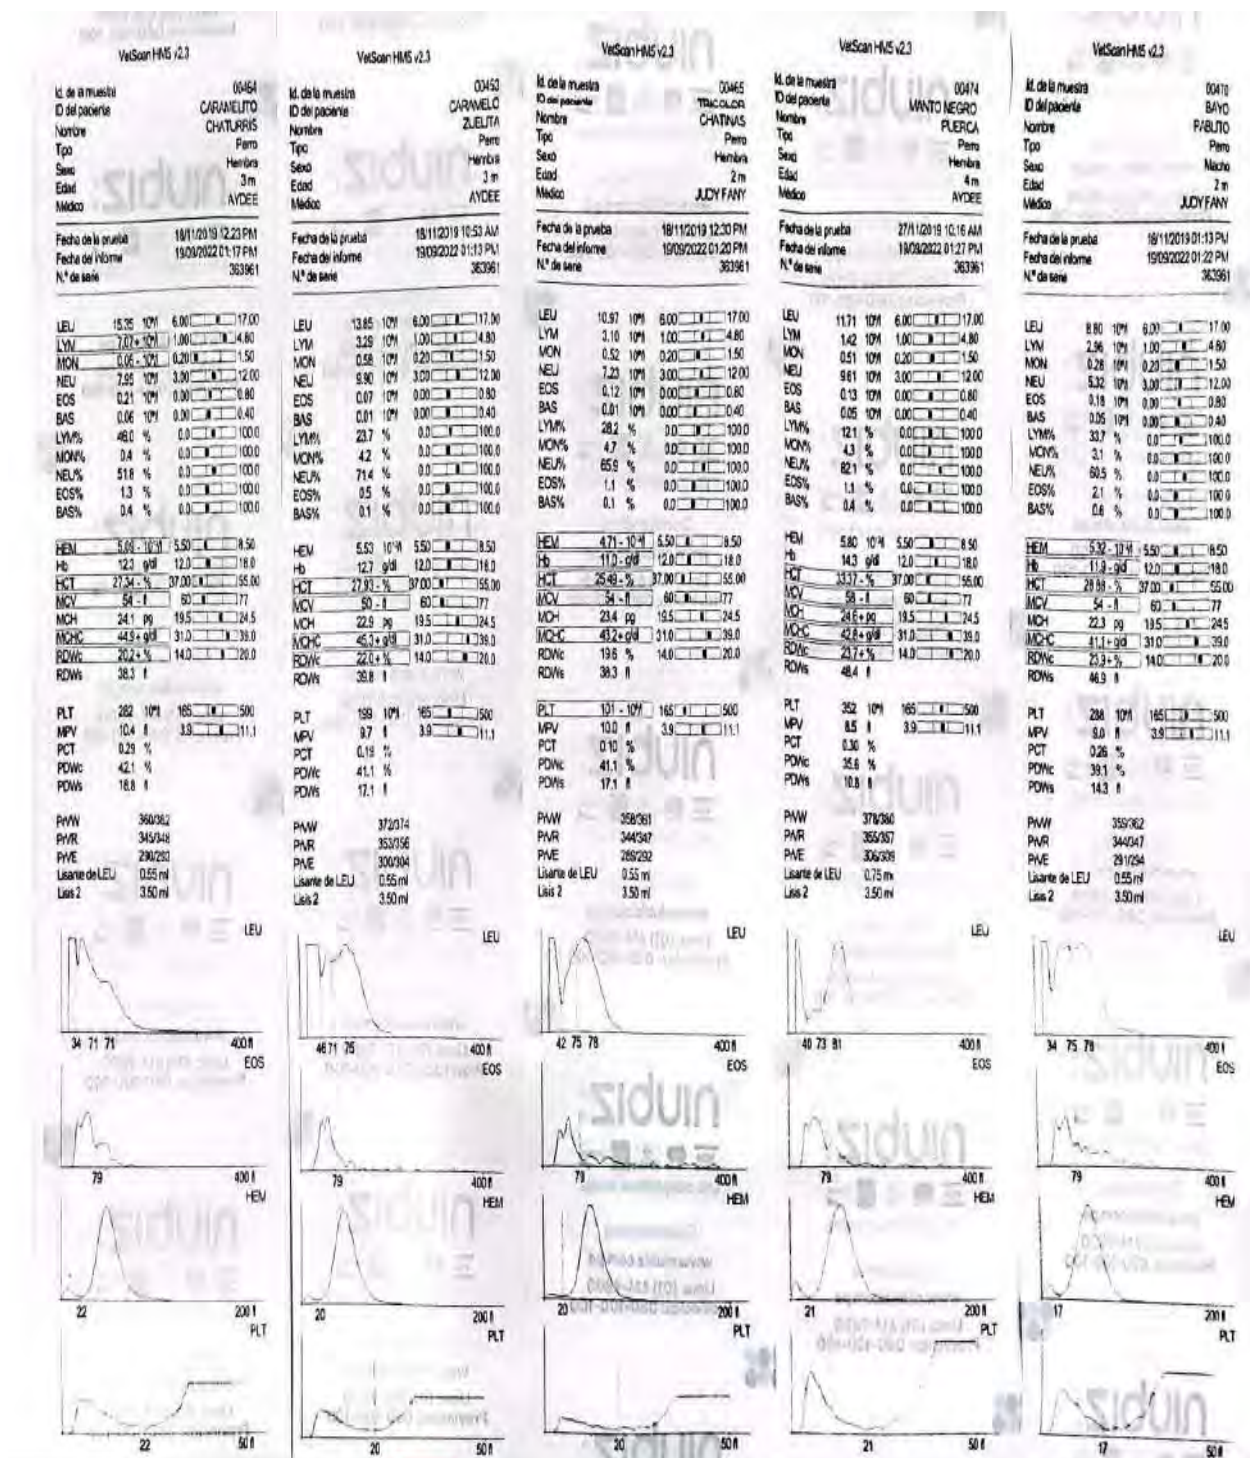 VetScan HM5 v2.3
Id. de la muestra 00464
ID del paciente CARAMELITO
Nombre CHATURRIS
Tipo Perro
Sexo Hembra
Edad 3 m
Médico AYDEE
Fecha de la prueba 18/11/2019 12:23 PM
Fecha del informe 19/09/2022 01:17 PM
N.º de serie 363961
LEU 15.35 10⁹/l 6.00 17.00
LYM 7.07 + 10⁹/l 1.00 4.80
MON 0.06 - 10⁹/l 0.20 1.50
NEU 7.95 10⁹/l 3.00 12.00
EOS 0.21 10⁹/l 0.00 0.80
BAS 0.06 10⁹/l 0.00 0.40
LYM% 46.0 % 0.0 100.0
MON% 0.4 % 0.0 100.0
NEU% 51.8 % 0.0 100.0
EOS% 1.3 % 0.0 100.0
BAS% 0.4 % 0.0 100.0
HEM 10¹²/l 5.50 8.50
Hb 12.3 g/dl 12.0 18.0
HCT 27.34 - % 37.00 55.00
MCV 54 - fl 60 77
MCH 24.1 pg 19.5 24.5
MCHC 44.9 + g/dl 31.0 39.0
RDWc 20.2 + % 14.0 20.0
RDWs 38.3 fl
PLT 282 10⁹/l 165 500
MPV 10.4 fl 3.9 11.1
PCT 0.29 %
PDWc 42.1 %
PDWs 18.8 fl
P/VW 360/362
P/VR 345/348
P/VE 290/293
Lisante de LEU 0.55 ml
Lisis 2 3.50 ml
LEU
34 71 71 400 fl
EOS
79 400 fl
HEM
22 200 fl
PLT
22 50 fl
VetScan HM5 v2.3
Id. de la muestra 00453
ID del paciente CARAMELO
Nombre ZUELITA
Tipo Perro
Sexo Hembra
Edad 3 m
Médico AYDEE
Fecha de la prueba 18/11/2019 10:53 AM
Fecha del informe 19/09/2022 01:13 PM
N.º de serie 363961
LEU 13.85 10⁹/l 6.00 17.00
LYM 3.29 10⁹/l 1.00 4.80
MON 0.58 10⁹/l 0.20 1.50
NEU 9.90 10⁹/l 3.00 12.00
EOS 0.07 10⁹/l 0.00 0.80
BAS 0.01 10⁹/l 0.00 0.40
LYM% 23.7 % 0.0 100.0
MON% 4.2 % 0.0 100.0
NEU% 71.4 % 0.0 100.0
EOS% 0.5 % 0.0 100.0
BAS% 0.1 % 0.0 100.0
HEM 5.53 10¹²/l 5.50 8.50
Hb 12.7 g/dl 12.0 18.0
HCT 27.93 - % 37.00 55.00
MCV 50 - fl 60 77
MCH 22.9 pg 19.5 24.5
MCHC 45.3 + g/dl 31.0 39.0
RDWc 22.0 + % 14.0 20.0
RDWs 39.8 fl
PLT 199 10⁹/l 165 500
MPV 9.7 fl 3.9 11.1
PCT 0.19 %
PDWc 41.1 %
PDWs 17.1 fl
P/VW 372/374
P/VR 353/356
P/VE 300/304
Lisante de LEU 0.55 ml
Lisis 2 3.50 ml
LEU
46 71 75 400 fl
EOS
79 400 fl
HEM
20 200 fl
PLT
20 50 fl
VetScan HM5 v2.3
Id. de la muestra 00465
ID del paciente TRICOLOR
Nombre CHATINAS
Tipo Perro
Sexo Hembra
Edad 2 m
Médico JUDY FANY
Fecha de la prueba 18/11/2019 12:30 PM
Fecha del informe 19/09/2022 01:20 PM
N.º de serie 363961
LEU 10.97 10⁹/l 6.00 17.00
LYM 3.10 10⁹/l 1.00 4.80
MON 0.52 10⁹/l 0.20 1.50
NEU 7.23 10⁹/l 3.00 12.00
EOS 0.12 10⁹/l 0.00 0.80
BAS 0.01 10⁹/l 0.00 0.40
LYM% 28.2 % 0.0 100.0
MON% 4.7 % 0.0 100.0
NEU% 65.9 % 0.0 100.0
EOS% 1.1 % 0.0 100.0
BAS% 0.1 % 0.0 100.0
HEM 4.71 - 10¹²/l 5.50 8.50
Hb 11.0 - g/dl 12.0 18.0
HCT 25.49 - % 37.00 55.00
MCV 54 - fl 60 77
MCH 23.4 pg 19.5 24.5
MCHC 43.2 + g/dl 31.0 39.0
RDWc 19.6 % 14.0 20.0
RDWs 38.3 fl
PLT 101 - 10⁹/l 165 500
MPV 10.0 fl 3.9 11.1
PCT 0.10 %
PDWc 41.1 %
PDWs 17.1 fl
P/VW 358/361
P/VR 344/347
P/VE 289/292
Lisante de LEU 0.55 ml
Lisis 2 3.50 ml
LEU
42 75 78 400 fl
EOS
79 400 fl
HEM
20 200 fl
PLT
20 50 fl
VetScan HM5 v2.3
Id. de la muestra 00474
ID del paciente MANTO NEGRO
Nombre PUERCA
Tipo Perro
Sexo Hembra
Edad 4 m
Médico AYDEE
Fecha de la prueba 27/11/2019 10:16 AM
Fecha del informe 19/09/2022 01:27 PM
N.º de serie 363961
LEU 11.71 10⁹/l 6.00 17.00
LYM 1.42 10⁹/l 1.00 4.80
MON 0.51 10⁹/l 0.20 1.50
NEU 9.61 10⁹/l 3.00 12.00
EOS 0.13 10⁹/l 0.00 0.80
BAS 0.05 10⁹/l 0.00 0.40
LYM% 12.1 % 0.0 100.0
MON% 4.3 % 0.0 100.0
NEU% 82.1 % 0.0 100.0
EOS% 1.1 % 0.0 100.0
BAS% 0.4 % 0.0 100.0
HEM 5.80 10¹²/l 5.50 8.50
Hb 14.3 g/dl 12.0 18.0
HCT 33.37 - % 37.00 55.00
MCV 58 - fl 60 77
MCH 24.6 + pg 19.5 24.5
MCHC 42.8 + g/dl 31.0 39.0
RDWc 23.7 + % 14.0 20.0
RDWs 48.4 fl
PLT 352 10⁹/l 165 500
MPV 8.5 fl 3.9 11.1
PCT 0.30 %
PDWc 35.6 %
PDWs 10.8 fl
P/VW 378/380
P/VR 355/357
P/VE 306/309
Lisante de LEU 0.75 ml
Lisis 2 3.50 ml
LEU
40 73 81 400 fl
EOS
79 400 fl
HEM
21 200 fl
PLT
21 50 fl
VetScan HM5 v2.3
Id. de la muestra 00470
ID del paciente BAYO
Nombre PABLITO
Tipo Perro
Sexo Macho
Edad 2 m
Médico JUDY FANY
Fecha de la prueba 18/11/2019 01:13 PM
Fecha del informe 19/09/2022 01:22 PM
N.º de serie 363961
LEU 8.80 10⁹/l 6.00 17.00
LYM 2.96 10⁹/l 1.00 4.80
MON 0.28 10⁹/l 0.20 1.50
NEU 5.32 10⁹/l 3.00 12.00
EOS 0.18 10⁹/l 0.00 0.80
BAS 0.05 10⁹/l 0.00 0.40
LYM% 33.7 % 0.0 100.0
MON% 3.1 % 0.0 100.0
NEU% 60.5 % 0.0 100.0
EOS% 2.1 % 0.0 100.0
BAS% 0.6 % 0.0 100.0
HEM 5.32 - 10¹²/l 5.50 8.50
Hb 11.9 - g/dl 12.0 18.0
HCT 28.88 - % 37.00 55.00
MCV 54 - fl 60 77
MCH 22.3 pg 19.5 24.5
MCHC 41.1 + g/dl 31.0 39.0
RDWc 23.9 + % 14.0 20.0
RDWs 46.9 fl
PLT 288 10⁹/l 165 500
MPV 9.0 fl 3.9 11.1
PCT 0.26 %
PDWc 39.1 %
PDWs 14.3 fl
P/VW 359/362
P/VR 344/347
P/VE 291/294
Lisante de LEU 0.55 ml
Lisis 2 3.50 ml
LEU
34 75 78 400 fl
EOS
79 400 fl
HEM
17 200 fl
PLT
17 50 fl